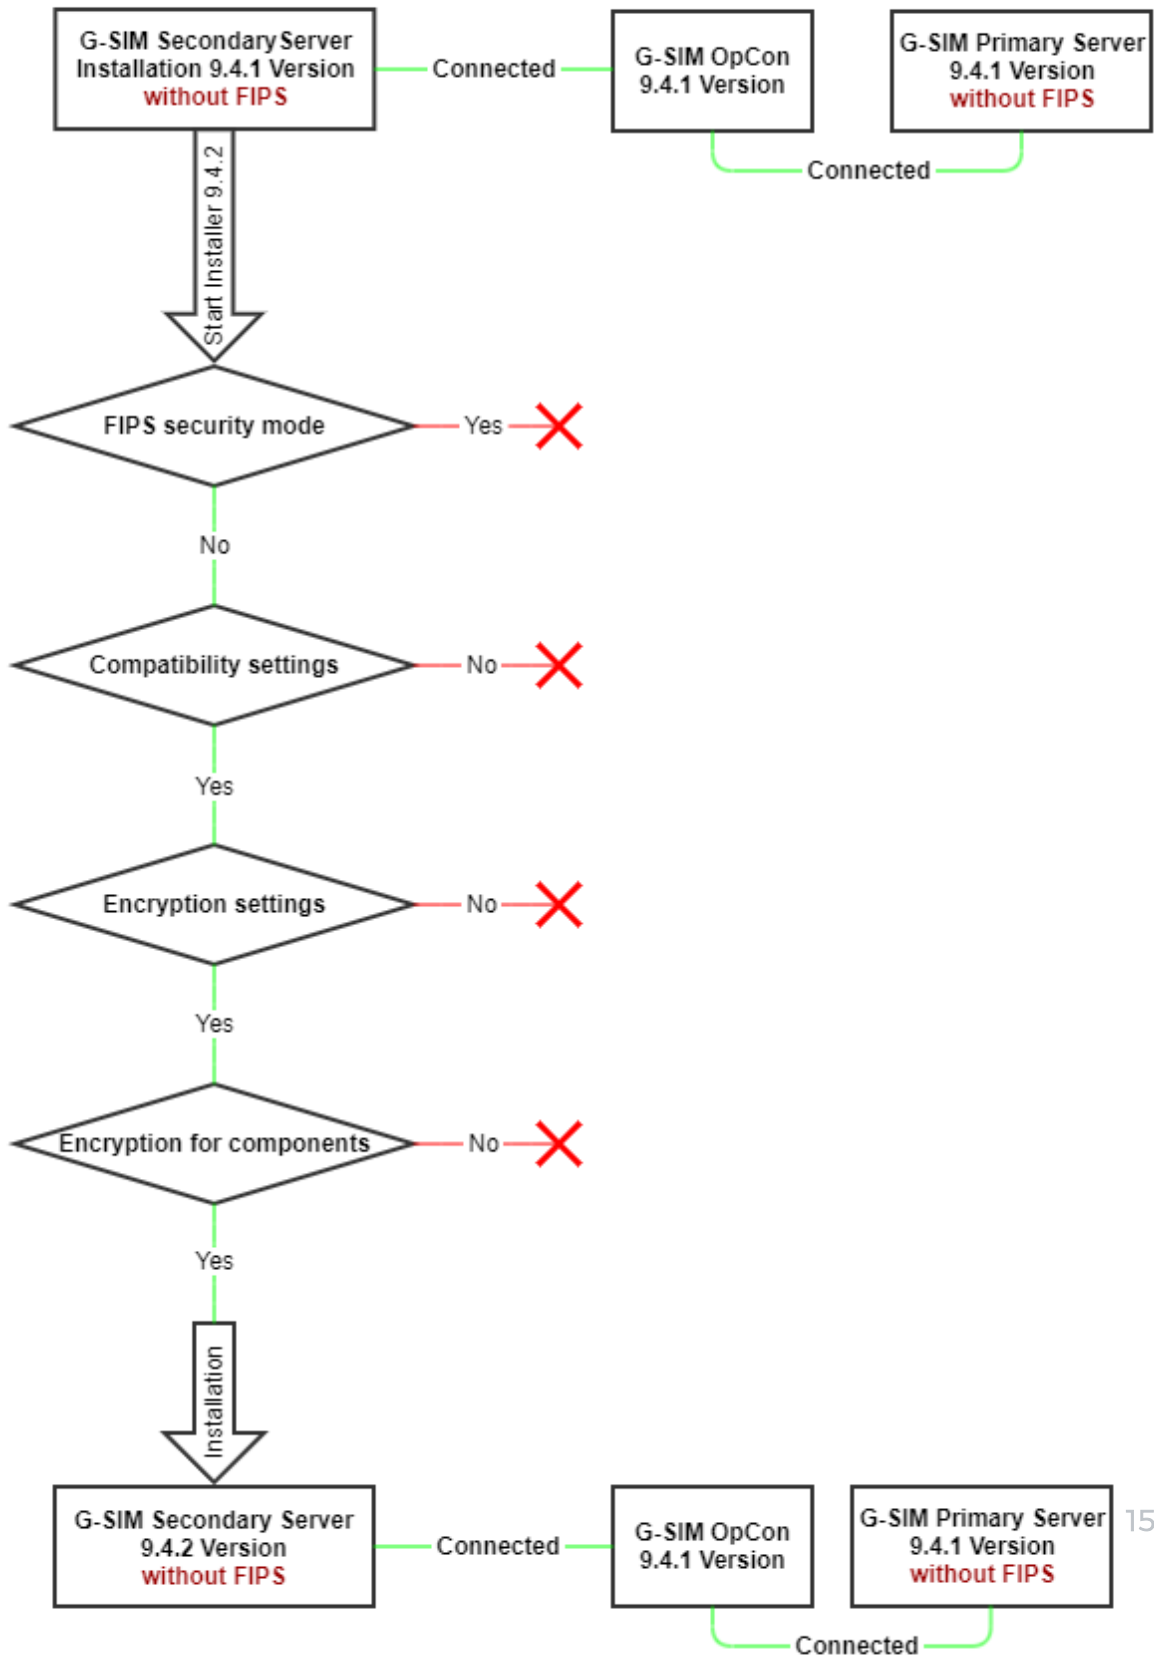 G-SIM Secondary Server
Installation 9.4.1 Version
without FIPS
Connected
G-SIM OpCon
9.4.1 Version
G-SIM Primary Server
9.4.1 Version
without FIPS
Connected
Start Installer 9.4.2
FIPS security mode
Yes
No
Compatibility settings
No
Yes
Encryption settings
No
Yes
Encryption for components
No
Yes
Installation
G-SIM Secondary Server
9.4.2 Version
without FIPS
Connected
G-SIM OpCon
9.4.1 Version
G-SIM Primary Server
9.4.1 Version
without FIPS
15
Connected